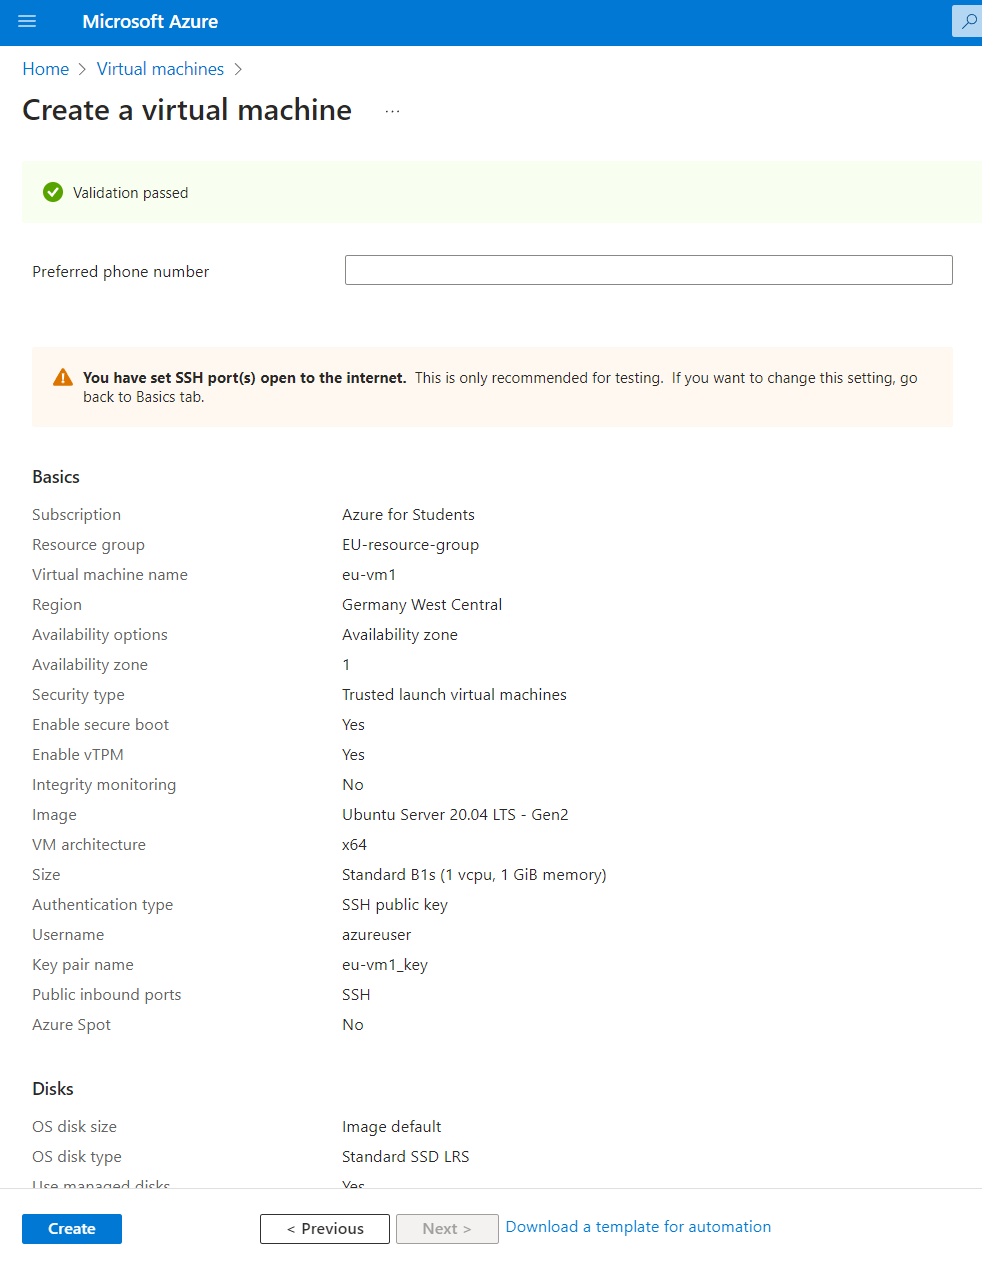 Microsoft Azure
Home > Virtual machines >
Create a virtual machine ...
Validation passed
Preferred phone number
You have set SSH port(s) open to the internet. This is only recommended for testing. If you want to change this setting, go
back to Basics tab.
Basics
Subscription Azure for Students
Resource group EU-resource-group
Virtual machine name eu-vm1
Region Germany West Central
Availability options Availability zone
Availability zone 1
Security type Trusted launch virtual machines
Enable secure boot Yes
Enable vTPM Yes
Integrity monitoring No
Image Ubuntu Server 20.04 LTS - Gen2
VM architecture x64
Size Standard B1s (1 vcpu, 1 GiB memory)
Authentication type SSH public key
Username azureuser
Key pair name eu-vm1_key
Public inbound ports SSH
Azure Spot No
Disks
OS disk size Image default
OS disk type Standard SSD LRS
Use managed disks Yes
Create < Previous Next > Download a template for automation